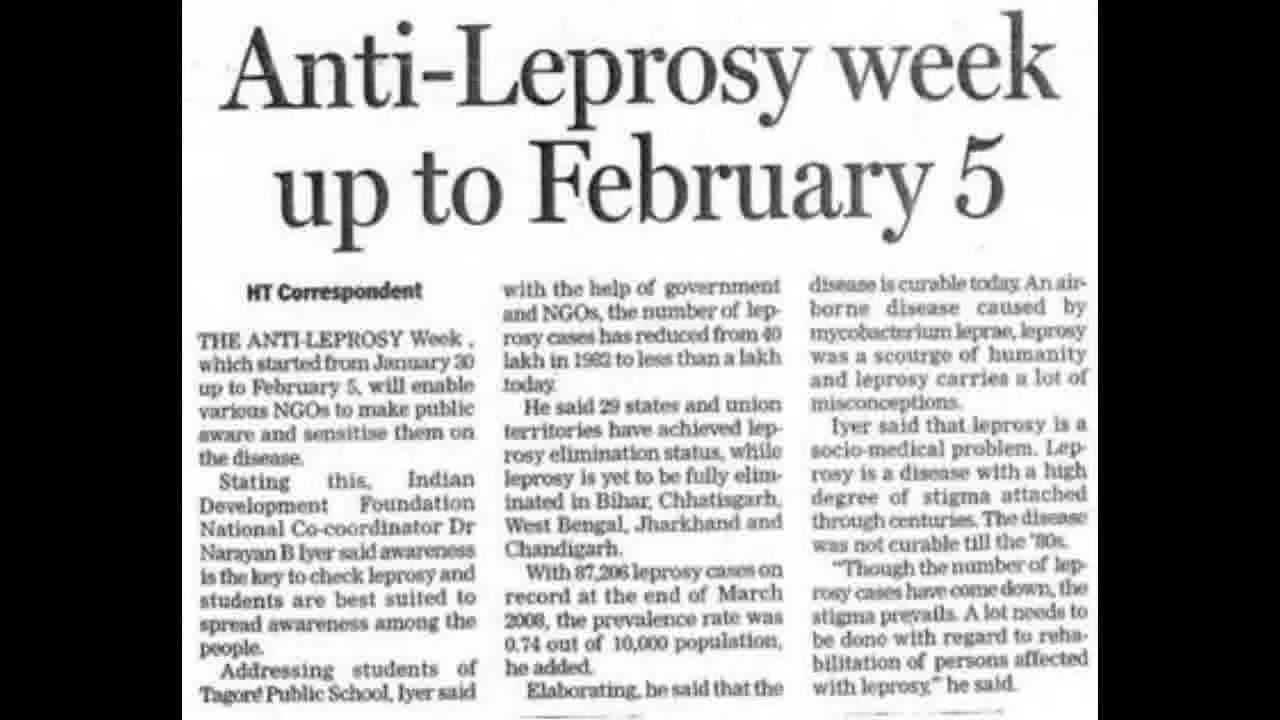 Anti-Leprosy week
up to February 5
HT Correspondent
THE ANTI-LEPROSY Week ,
which started from January 30
up to February 5, will enable
various NGOs to make public
aware and sensitise them on
the disease.
Stating this, Indian
Development Foundation
National Co-coordinator Dr
Narayan B Iyer said awareness
is the key to check leprosy and
students are best suited to
spread awareness among the
people.
Addressing students of
Tagore Public School, Iyer said
with the help of government
and NGOs, the number of lep-
rosy cases has reduced from 40
lakh in 1982 to less than a lakh
today.
He said 29 states and union
territories have achieved lep-
rosy elimination status, while
leprosy is yet to be fully elim-
inated in Bihar, Chhatisgarh,
West Bengal, Jharkhand and
Chandigarh.
With 87,206 leprosy cases on
record at the end of March
2008, the prevalence rate was
0.74 out of 10,000 population,
he added.
Elaborating, he said that the
disease is curable today. An air-
borne disease caused by
mycobacterium leprae, leprosy
was a scourge of humanity
and leprosy carries a lot of
misconceptions.
Iyer said that leprosy is a
socio-medical problem. Lep-
rosy is a disease with a high
degree of stigma attached
through centuries. The disease
was not curable till the '80s.
"Though the number of lep-
rosy cases have come down, the
stigma prevails. A lot needs to
be done with regard to reha-
bilitation of persons affected
with leprosy," he said.